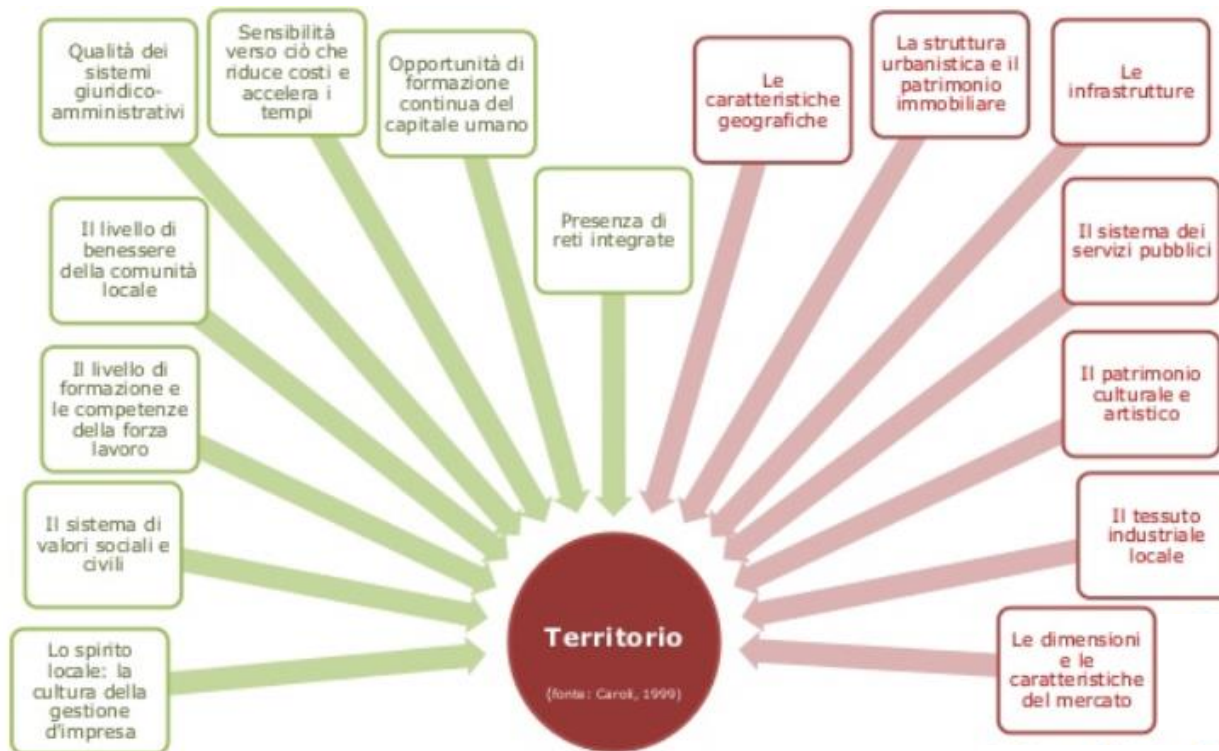 Qualità dei
sistemi
giuridico-
amministrativi
Sensibilità
verso ciò che
riduce costi e
accelera i
tempi
Opportunità di
formazione
continua del
capitale umano
Le
caratteristiche
geografiche
La struttura
urbanistica e il
patrimonio
immobiliare
Le
infrastrutture
Il livello di
benessere
della comunità
locale
Presenza di
reti integrate
Il sistema dei
servizi pubblici
Il livello di
formazione e
le competenze
della forza
lavoro
Il patrimonio
culturale e
artistico
Il sistema di
valori sociali e
civili
Il tessuto
industriale
locale
Lo spirito
locale: la
cultura della
gestione
d'impresa
Territorio
(fonte: Caroli, 1999)
Le dimensioni
e le
caratteristiche
del mercato